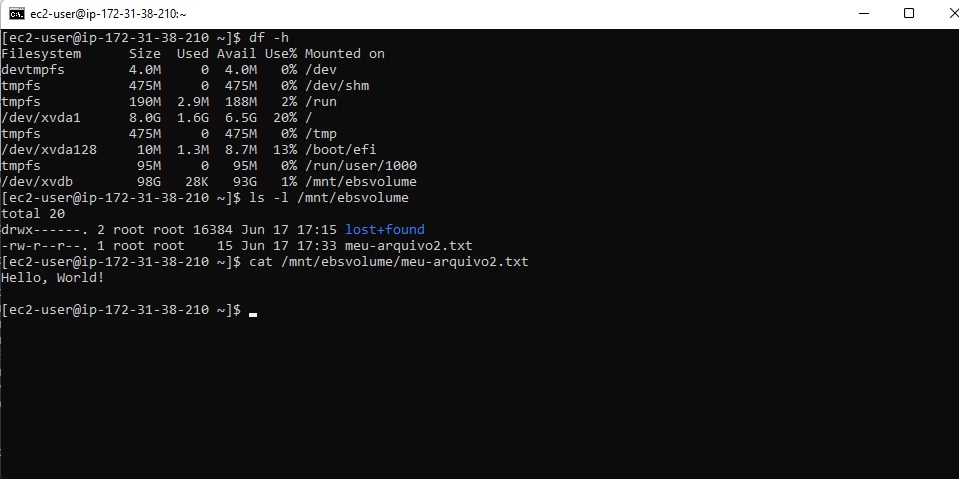 ec2-user@ip-172-31-38-210:~
[ec2-user@ip-172-31-38-210 ~]$ df -h
Filesystem      Size  Used Avail Use% Mounted on
devtmpfs        4.0M     0  4.0M   0% /dev
tmpfs           475M     0  475M   0% /dev/shm
tmpfs           190M  2.9M  188M   2% /run
/dev/xvda1      8.0G  1.6G  6.5G  20% /
tmpfs           475M     0  475M   0% /tmp
/dev/xvda128     10M  1.3M  8.7M  13% /boot/efi
tmpfs            95M     0   95M   0% /run/user/1000
/dev/xvdb        98G   28K   93G   1% /mnt/ebsvolume
[ec2-user@ip-172-31-38-210 ~]$ ls -l /mnt/ebsvolume
total 20
drwx------. 2 root root 16384 Jun 17 17:15 lost+found
-rw-r--r--. 1 root root    15 Jun 17 17:33 meu-arquivo2.txt
[ec2-user@ip-172-31-38-210 ~]$ cat /mnt/ebsvolume/meu-arquivo2.txt
Hello, World!
[ec2-user@ip-172-31-38-210 ~]$